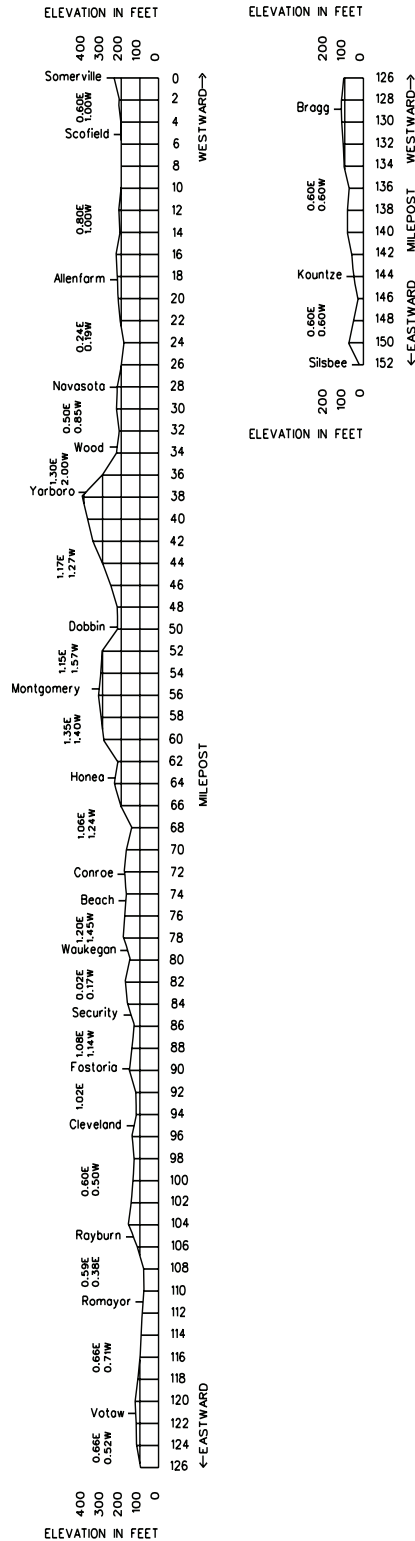 ELEVATION IN FEET
400 300 200 100 0
Somerville 0
0.60E
1.00W
2
4
Scofield
6
8
10
0.80E
1.00W
12
14
16
Allenfarm 18
20
22
0.24E
0.19W
24
26
Navasota 28
0.50E
0.85W
30
32
Wood
34
1.30E
2.00W
36
Yarboro
38
40
42
1.17E
1.27W
44
46
48
Dobbin 50
1.15E
1.57W
52
54
Montgomery 56
58
1.35E
1.40W
60
62
Honea
64
66
1.06E
1.24W
68
70
Conroe 72
74
Beach
76
1.20E
1.45W
78
Waukegan
80
0.02E
0.17W
82
84
Security
86
1.08E
1.14W
88
Fostoria 90
1.02E
92
94
Cleveland
96
98
0.60E
0.50W
100
102
104
Rayburn
106
0.59E
0.38E
108
110
Romayor
112
114
0.66E
0.71W
116
118
120
Votaw
122
0.66E
0.52W
124
126
WESTWARD→
MILEPOST
←EASTWARD
400 300 200 100 0
ELEVATION IN FEET
ELEVATION IN FEET
200 100 0
126
Bragg 128
130
132
134
0.60E
0.60W
136
138
140
142
Kountze 144
146
0.60E
0.60W
148
150
Silsbee 152
WESTWARD→
MILEPOST
←EASTWARD
200 100 0
ELEVATION IN FEET